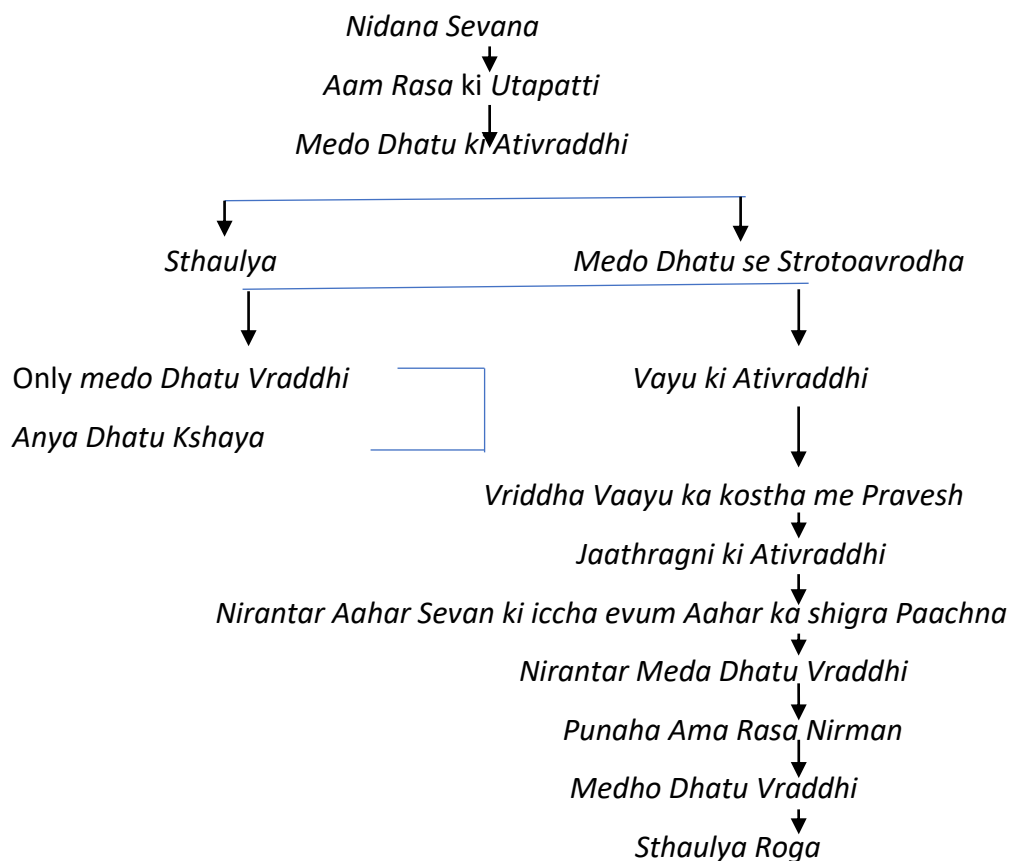 Nidana Sevana
Aam Rasa ki Utapatti
Medo Dhatu ki Ativraddhi
Sthaulya
Medo Dhatu se Strotoavrodha
Only medo Dhatu Vraddhi
Vayu ki Ativraddhi
Anya Dhatu Kshaya
Vriddha Vaayu ka kostha me Pravesh
Jaathragni ki Ativraddhi
Nirantar Aahar Sevan ki iccha evum Aahar ka shigra Paachna
Nirantar Meda Dhatu Vraddhi
Punaha Ama Rasa Nirman
Medho Dhatu Vraddhi
Sthaulya Roga